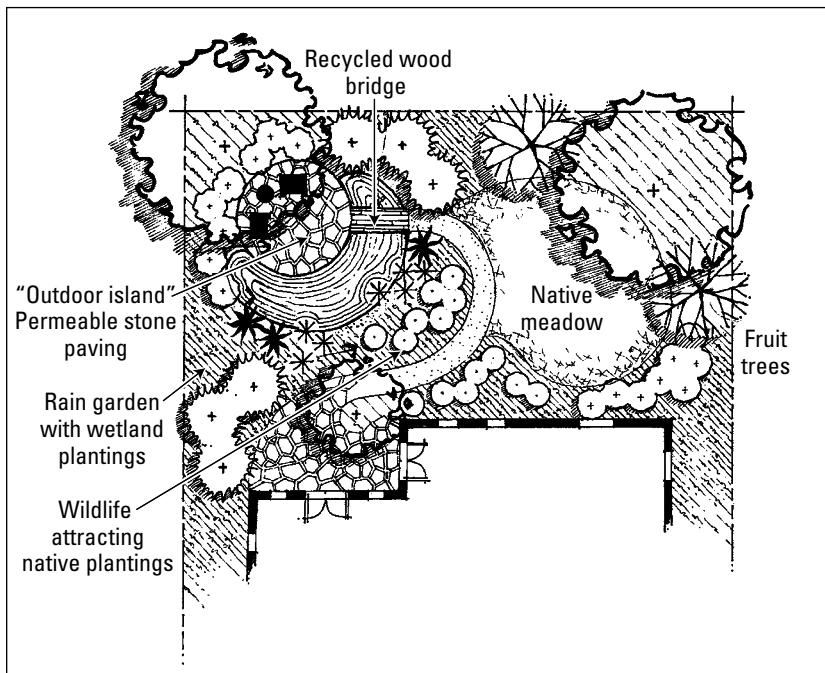 Recycled wood
bridge
"Outdoor island"
Permeable stone
paving
Native
meadow
Fruit
trees
Rain garden
with wetland
plantings
Wildlife
attracting
native plantings